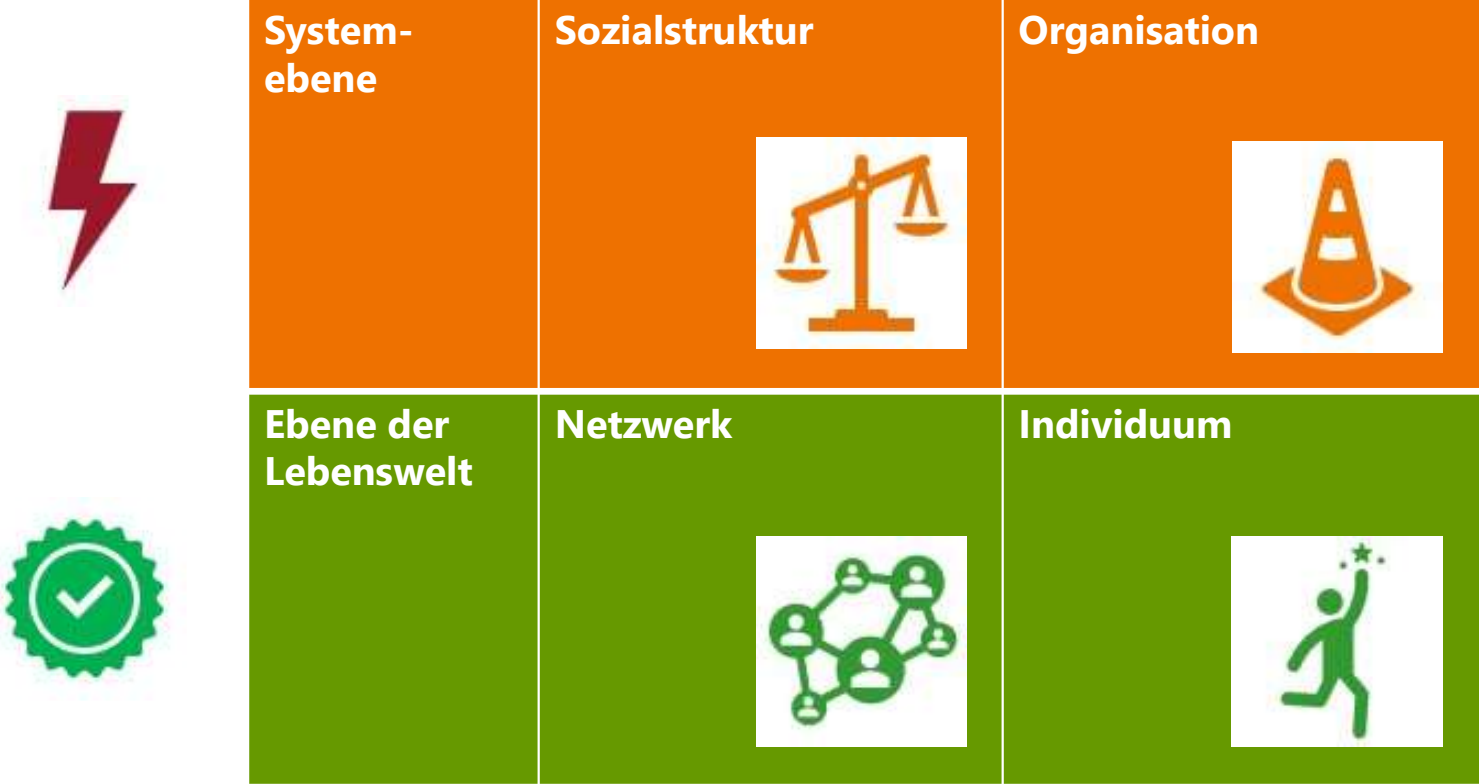 System-
ebene
Sozialstruktur
Organisation
Ebene der
Lebenswelt
Netzwerk
Individuum